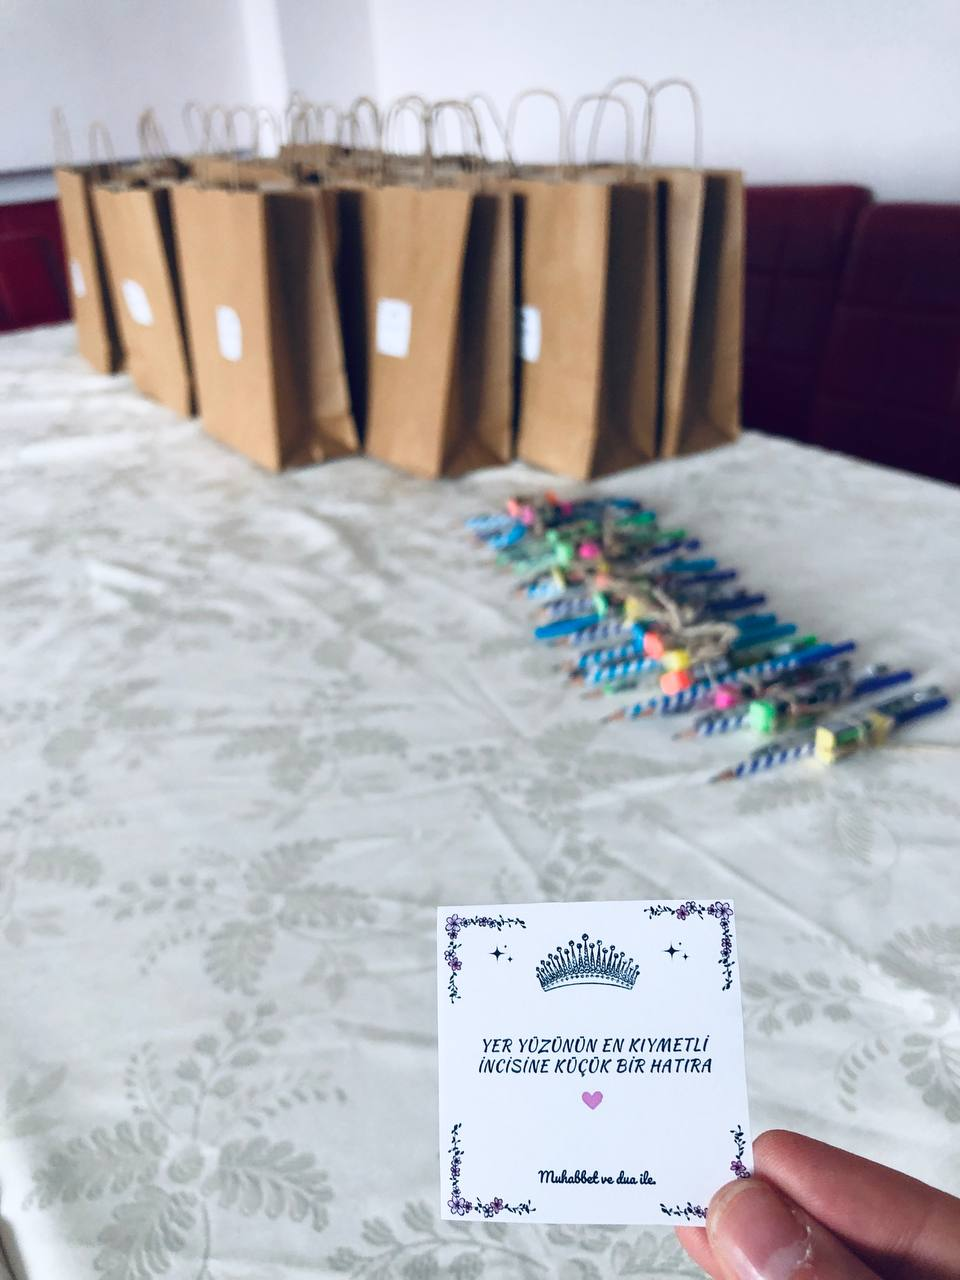 YER YÜZÜNÜN EN KIYMETLİ
İNCİSİNE KÜÇÜK BİR HATIRA
Muhabbet ve dua ile.